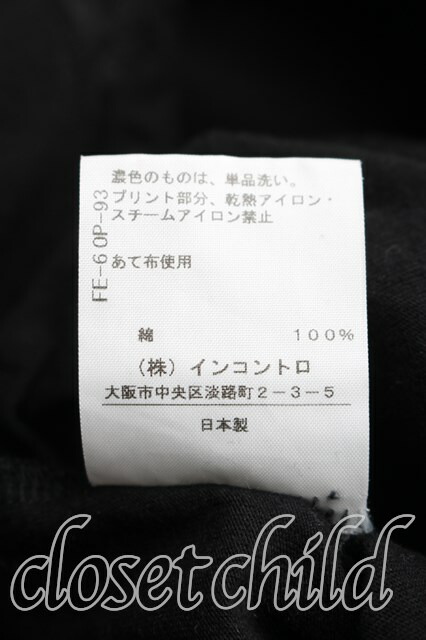 濃色のものは、単品洗い。
プリント部分、乾熱アイロン・
スチームアイロン禁止
あて布使用
FE-60P-93
綿 100%
(株)インコントロ
大阪市中央区淡路町2-3-5
日本製
closet child